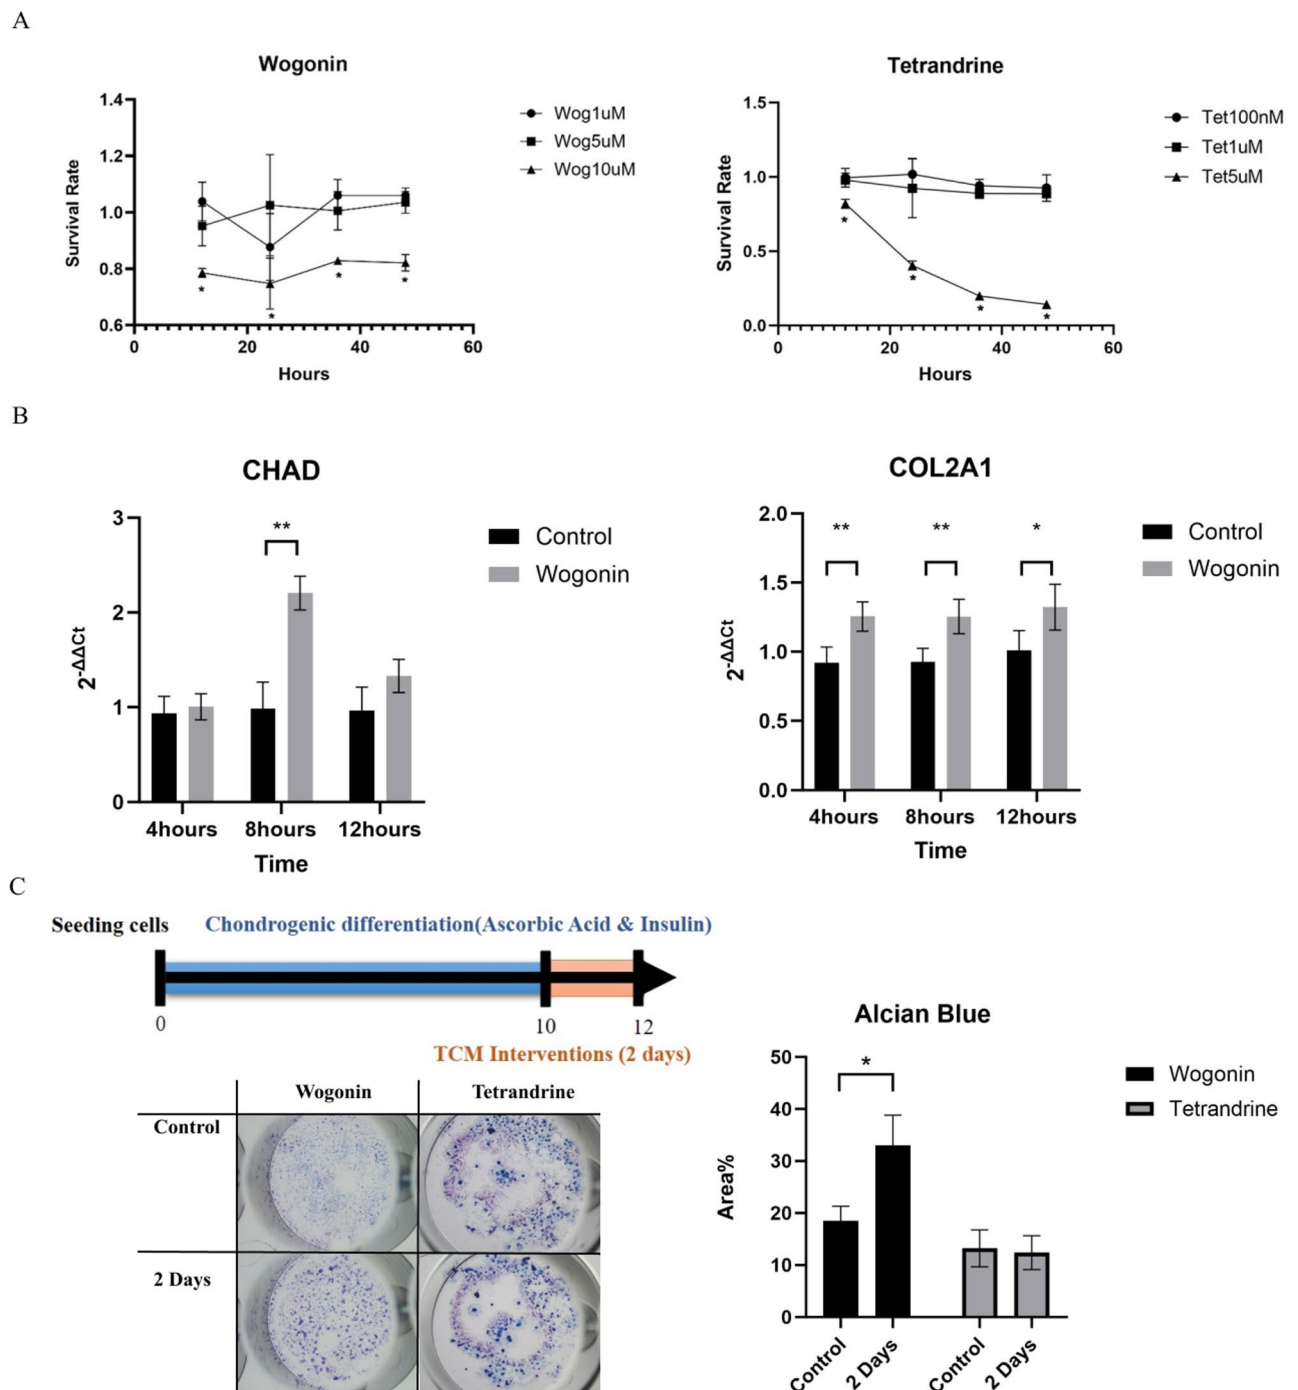 A
Wogonin
Survival Rate
1.4
1.2
1.0
0.8
0.6
0
20
40
60
Hours
Wog1uM
Wog5uM
Wog10uM
*
*
*
*
Tetrandrine
Survival Rate
1.5
1.0
0.5
0.0
0
20
40
60
Hours
Tet100nM
Tet1uM
Tet5uM
*
*
*
*
B
CHAD
2-ΔΔCt
3
2
1
0
**
4hours
8hours
12hours
Time
Control
Wogonin
COL2A1
2-ΔΔCt
2.0
1.5
1.0
0.5
0.0
**
**
*
4hours
8hours
12hours
Time
Control
Wogonin
C
Seeding cells
Chondrogenic differentiation(Ascorbic Acid & Insulin)
0
10
12
TCM Interventions (2 days)
Wogonin
Tetrandrine
Control
2 Days
Alcian Blue
Area%
50
40
30
20
10
0
*
Control
2 Days
Control
2 Days
Wogonin
Tetrandrine